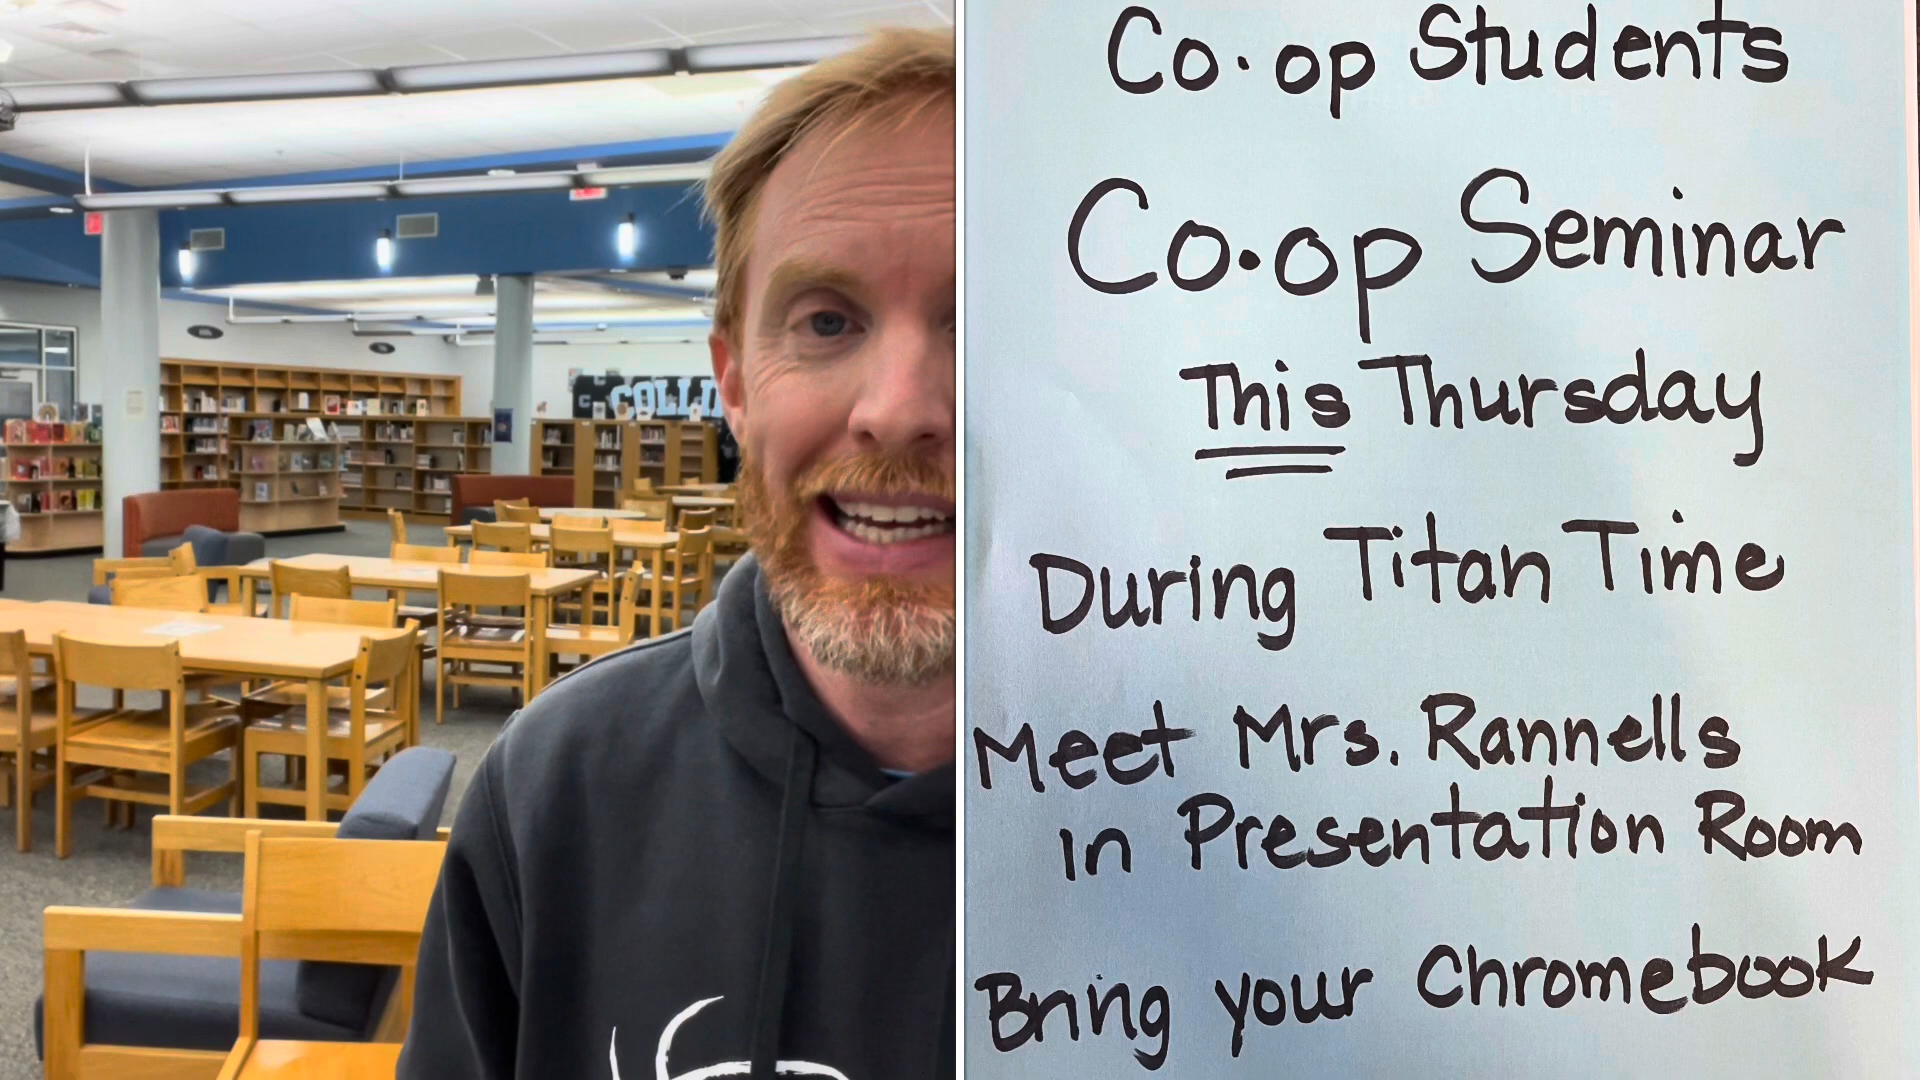 COLLI
Co-op Students
Co-op Seminar
This Thursday
During Titan Time
Meet Mrs. Rannells
in Presentation Room
Bring your Chromebook